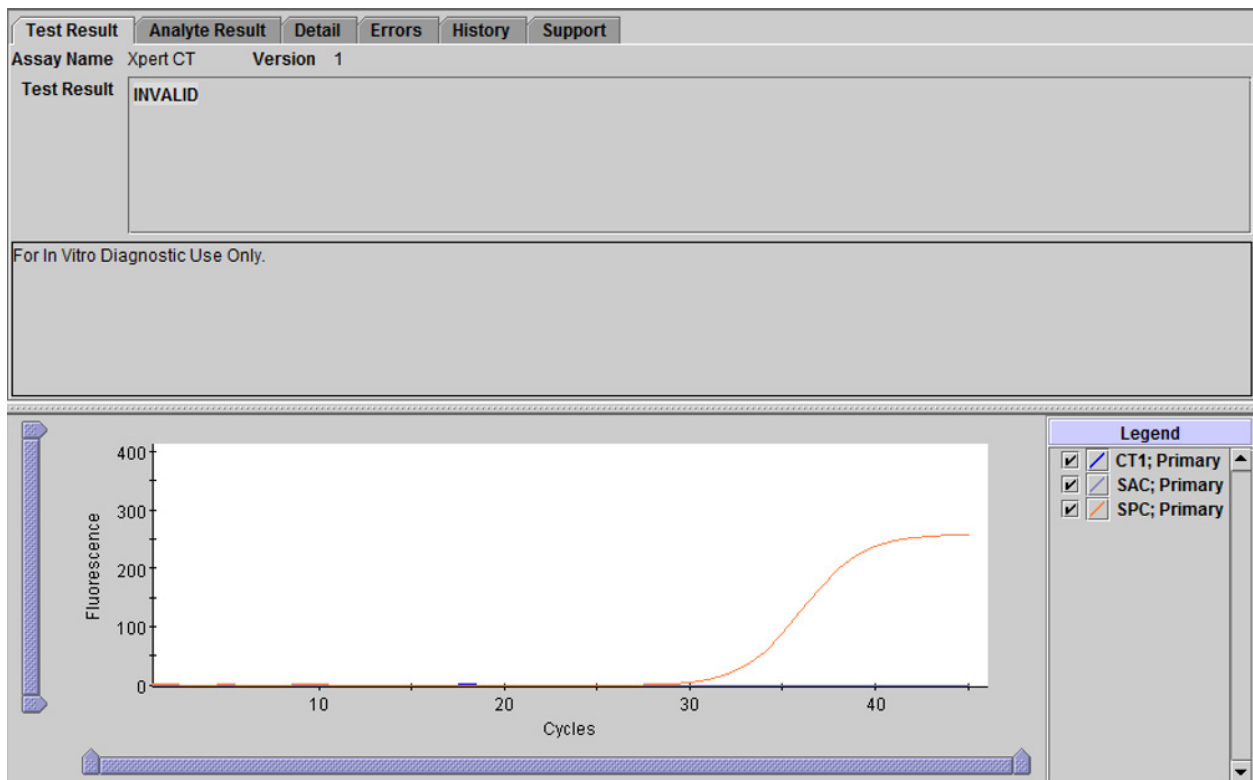 Test Result Analyte Result Detail Errors History Support
Assay Name Xpert CT Version 1
Test Result INVALID
For In Vitro Diagnostic Use Only.
Legend
CT1; Primary
SAC; Primary
SPC; Primary
400
300
200
100
0
Fluorescence
10 20 30 40
Cycles